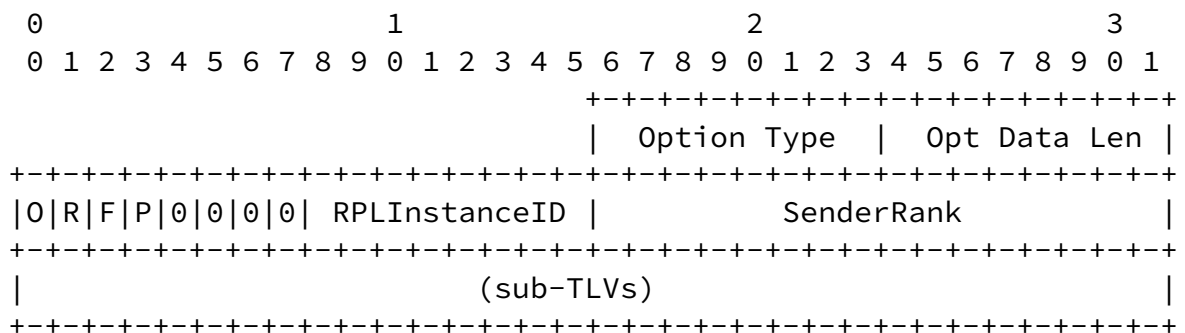 0                   1                   2                   3
 0 1 2 3 4 5 6 7 8 9 0 1 2 3 4 5 6 7 8 9 0 1 2 3 4 5 6 7 8 9 0 1
                                +-+-+-+-+-+-+-+-+-+-+-+-+-+-+-+-+
                                |  Option Type  |  Opt Data Len |
+-+-+-+-+-+-+-+-+-+-+-+-+-+-+-+-+-+-+-+-+-+-+-+-+-+-+-+-+-+-+-+-+
|O|R|F|P|0|0|0|0| RPLInstanceID |          SenderRank           |
+-+-+-+-+-+-+-+-+-+-+-+-+-+-+-+-+-+-+-+-+-+-+-+-+-+-+-+-+-+-+-+-+
|                         (sub-TLVs)                            |
+-+-+-+-+-+-+-+-+-+-+-+-+-+-+-+-+-+-+-+-+-+-+-+-+-+-+-+-+-+-+-+-+